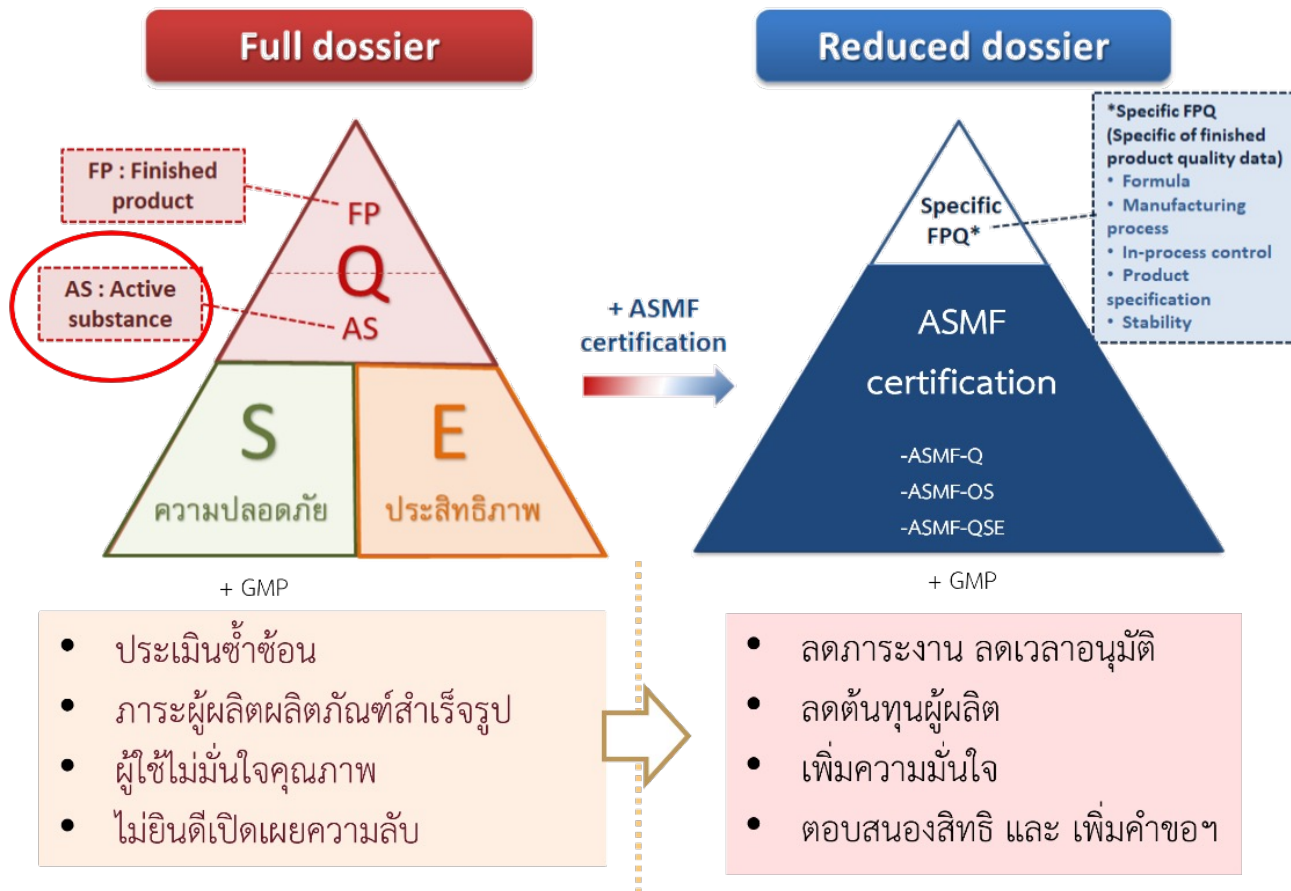 Full dossier
FP : Finished
product
AS : Active
substance
FP
Q
AS
S
ความปลอดภัย
E
ประสิทธิภาพ
+ GMP
+ ASMF
certification
Reduced dossier
*Specific FPQ
(Specific of finished
product quality data)
• Formula
• Manufacturing
process
• In-process control
• Product
specification
• Stability
Specific
FPQ*
ASMF
certification
-ASMF-Q
-ASMF-OS
-ASMF-QSE
+ GMP
• ประเมินซ้ำซ้อน
• ภาระผู้ผลิตผลิตภัณฑ์สำเร็จรูป
• ผู้ใช้ไม่มั่นใจคุณภาพ
• ไม่ยินดีเปิดเผยความลับ
• ลดภาระงาน ลดเวลาอนุมัติ
• ลดต้นทุนผู้ผลิต
• เพิ่มความมั่นใจ
• ตอบสนองสิทธิ และ เพิ่มคำขอฯ